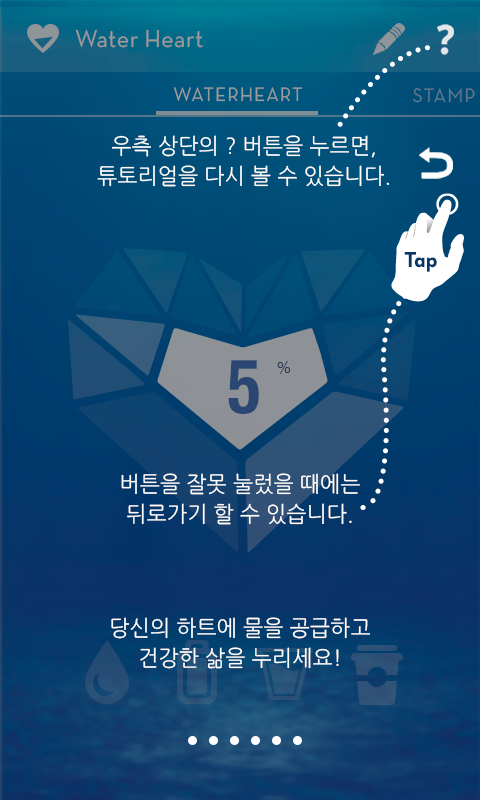 Water Heart
?
WATERHEART
STAMP
우측 상단의 ? 버튼을 누르면,
튜토리얼을 다시 볼 수 있습니다.
Tap
5 %
버튼을 잘못 눌렀을 때에는
뒤로가기 할 수 있습니다.
당신의 하트에 물을 공급하고
건강한 삶을 누리세요!